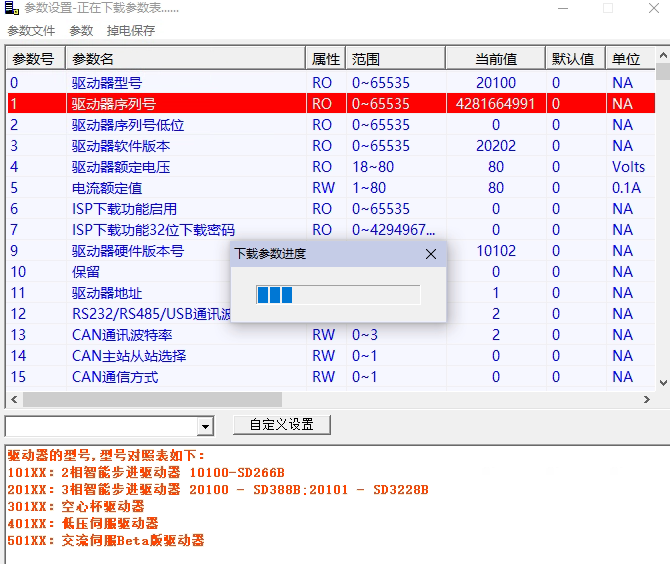 参数设置-正在下载参数表......
参数文件 参数 掉电保存
参数号 参数名 属性 范围 当前值 默认值 单位
0 驱动器型号 RO 0~65535 20100 0 NA
1 驱动器序列号 RO 0~65535 4281664991 0 NA
2 驱动器序列号低位 RO 0~65535 0 0 NA
3 驱动器软件版本 RO 0~65535 20202 0 NA
4 驱动器额定电压 RO 18~80 80 0 Volts
5 电流额定值 RW 1~80 80 0 0.1A
6 ISP下载功能启用 RO 0~65535 0 0 NA
7 ISP下载功能32位下载密码 RO 0~4294967... 0 0 NA
9 驱动器硬件版本号 10102 0 NA
10 保留 0 0 NA
11 驱动器地址 1 0 NA
12 RS232/RS485/USB通讯波 2 0 NA
13 CAN通讯波特率 RW 0~3 2 0 NA
14 CAN主站从站选择 RW 0~1 0 0 NA
15 CAN通信方式 RW 0~1 0 0 NA
下载参数进度
自定义设置
驱动器的型号,型号对照表如下:
101XX: 2相智能步进驱动器 10100-SD266B
201XX: 3相智能步进驱动器 20100 - SD388B;20101 - SD3228B
301XX: 空心杯驱动器
401XX: 低压伺服驱动器
501XX: 交流伺服Beta版驱动器